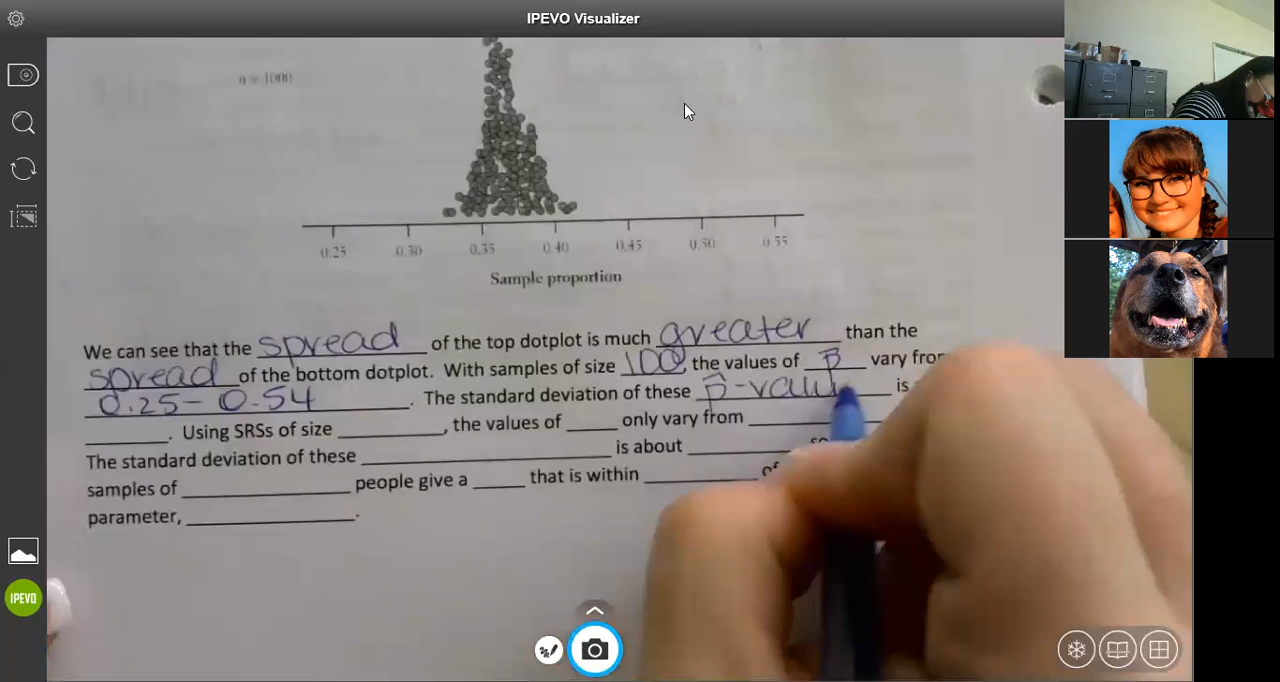 IPEVO Visualizer
n = 1000
0.25 0.30 0.35 0.40 0.45 0.50 0.55
Sample proportion
We can see that the spread of the top dotplot is much greater than the
spread of the bottom dotplot. With samples of size 100, the values of p̂ vary from
0.25- 0.54. The standard deviation of these p̂-valu is
. Using SRSs of size , the values of only vary from
The standard deviation of these is about so
samples of people give a that is within of
parameter, .
IPEVO